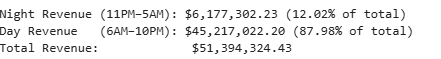 Night Revenue (11PM–5AM): $6,177,302.23 (12.02% of total)
Day Revenue (6AM–10PM): $45,217,022.20 (87.98% of total)
Total Revenue: $51,394,324.43